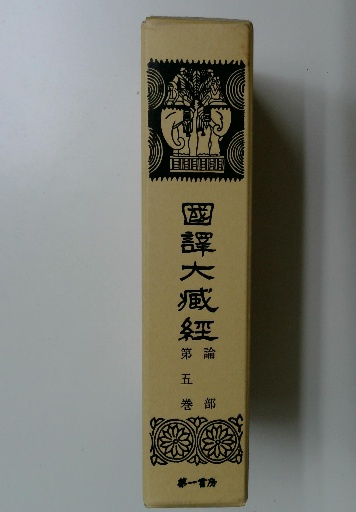 國譯大藏經
論部
第五巻
第一書房